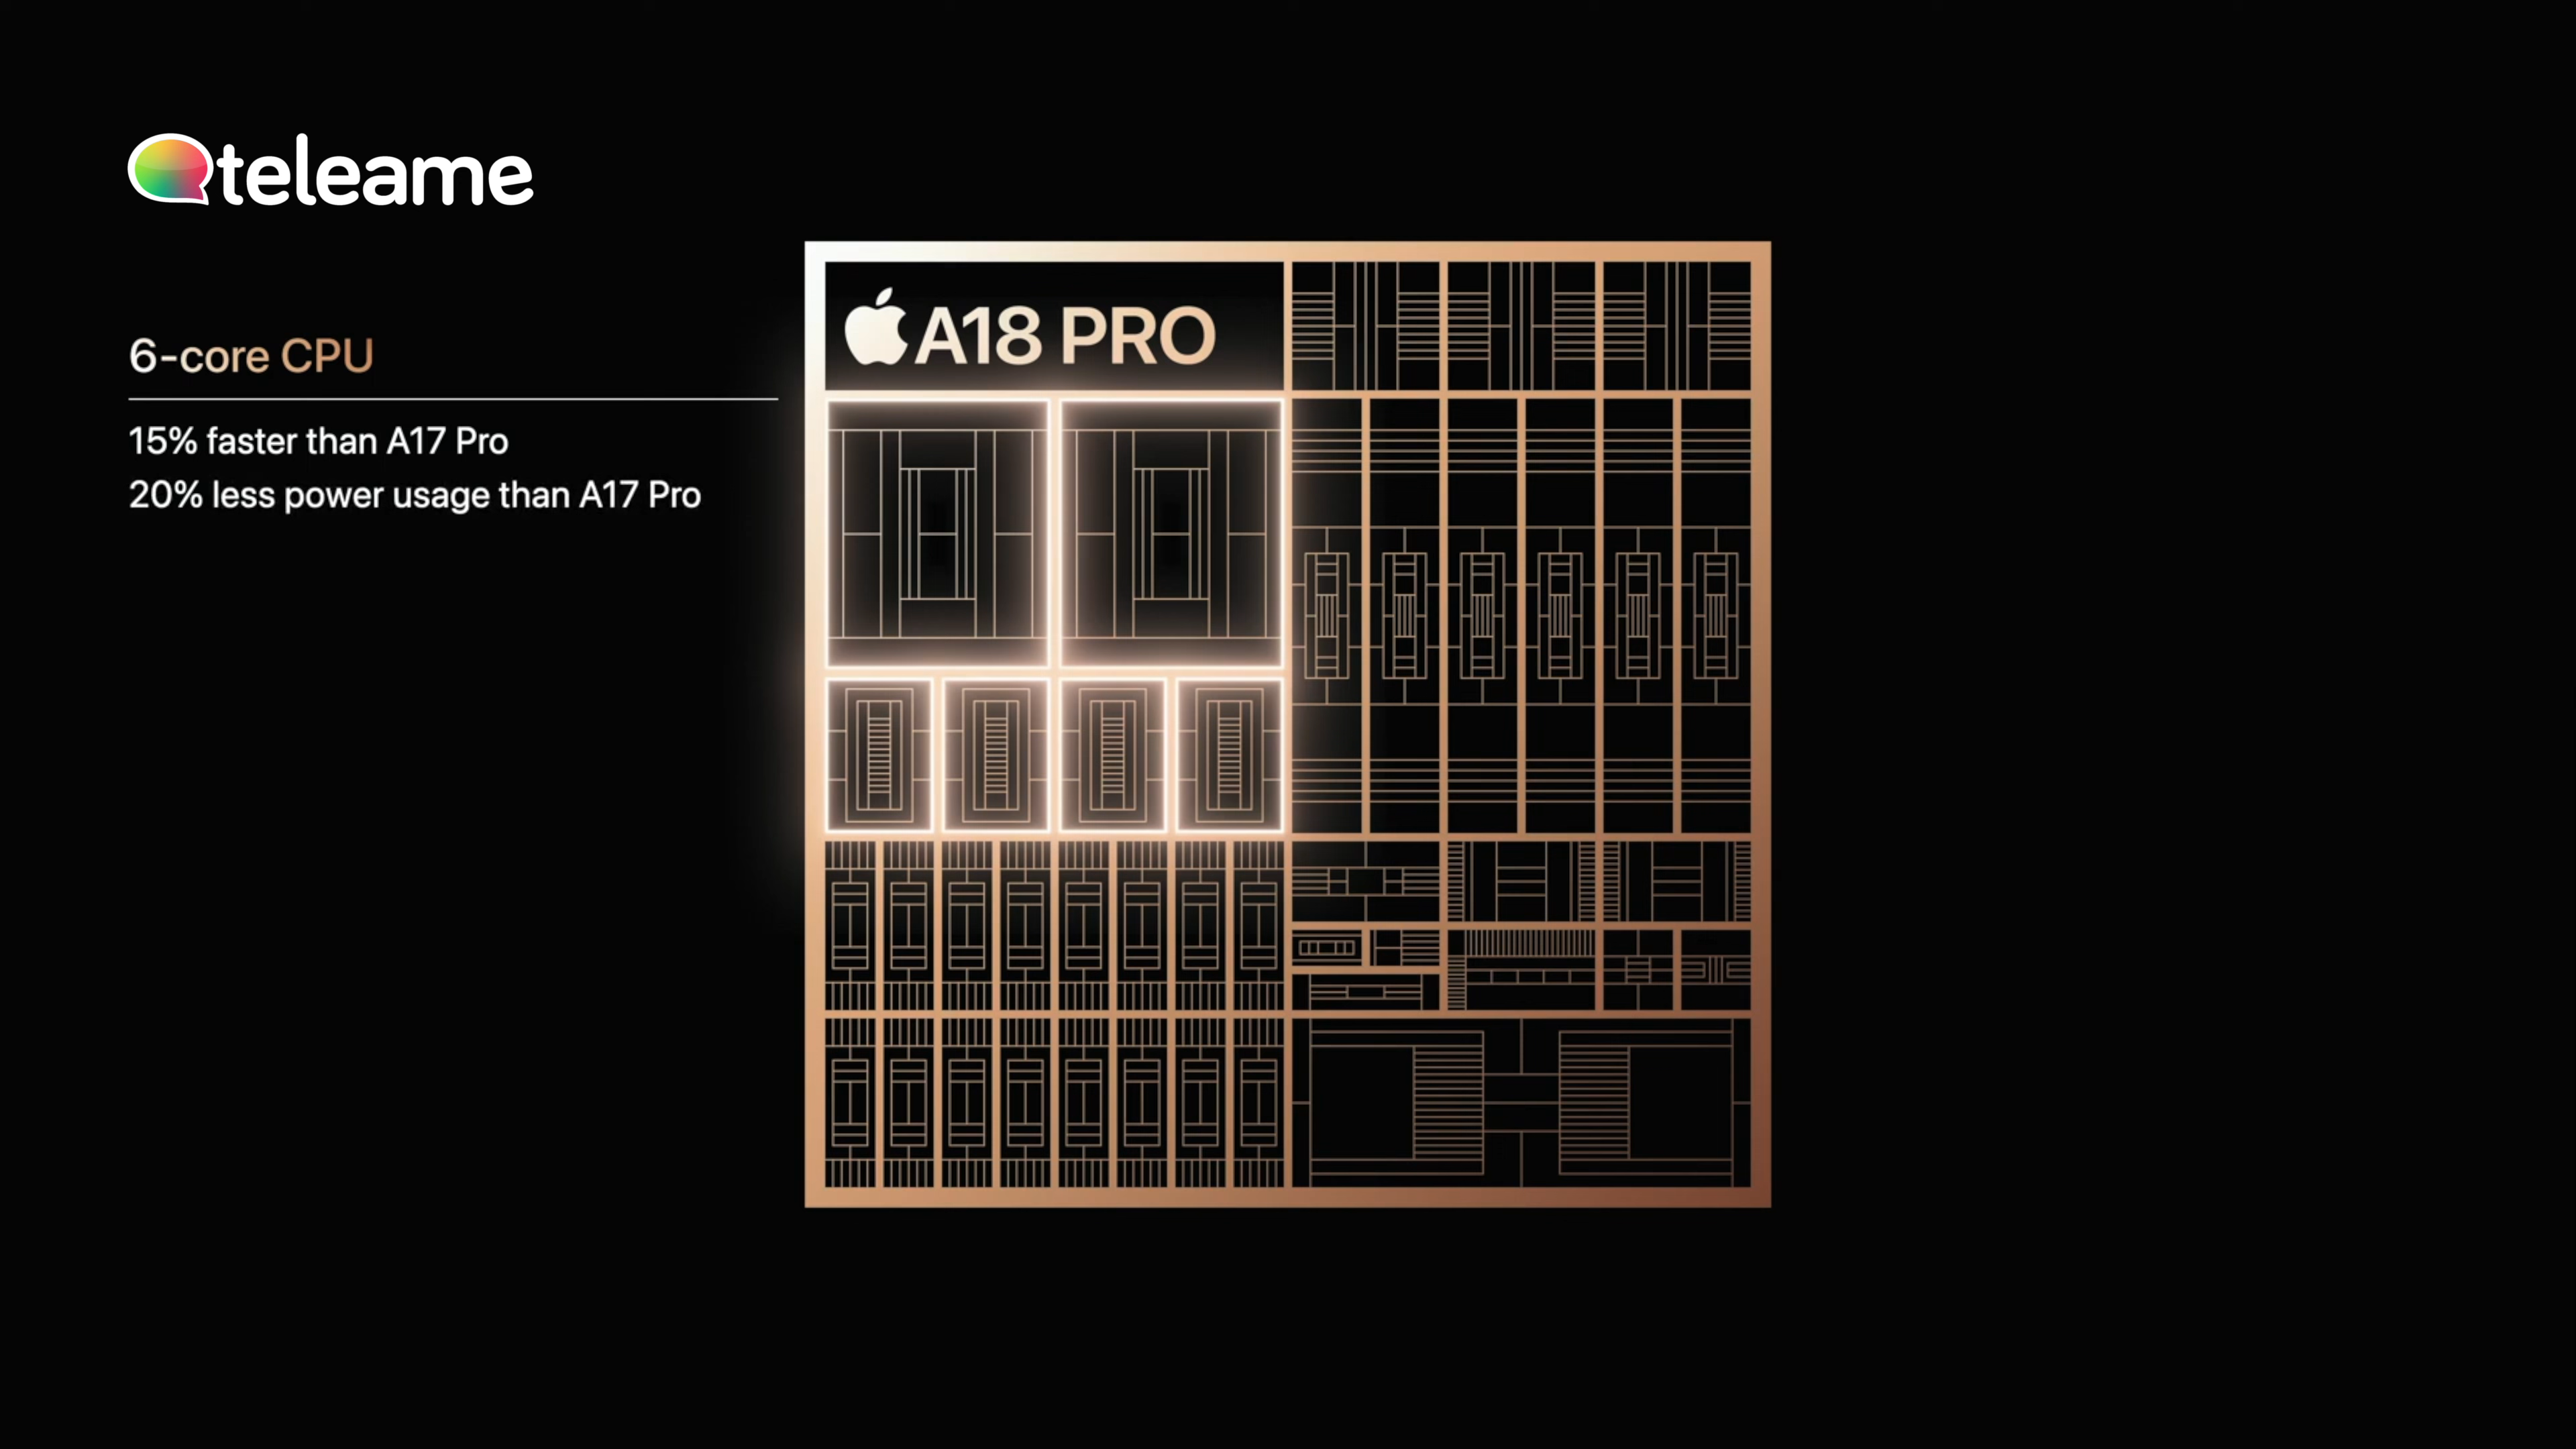 teleame
6-core CPU
15% faster than A17 Pro
20% less power usage than A17 Pro
A18 PRO